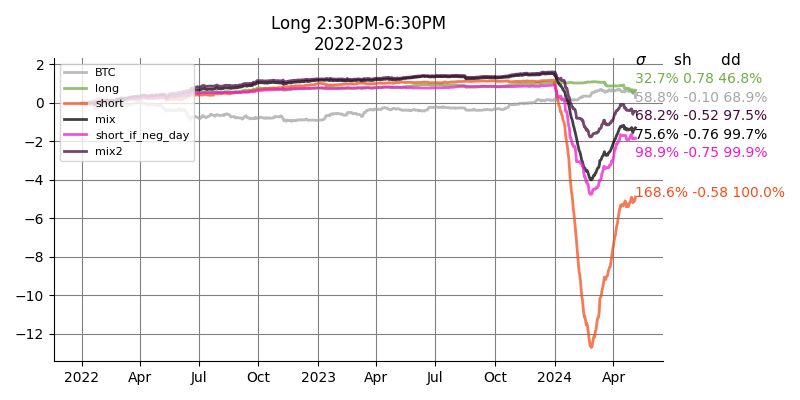 Long 2:30PM-6:30PM
2022-2023
σ sh dd
32.7% 0.78 46.8%
58.8% -0.10 68.9%
68.2% -0.52 97.5%
75.6% -0.76 99.7%
98.9% -0.75 99.9%
168.6% -0.58 100.0%
BTC
long
short
mix
short_if_neg_day
mix2
2
0
−2
−4
−6
−8
−10
−12
2022 Apr Jul Oct 2023 Apr Jul Oct 2024 Apr